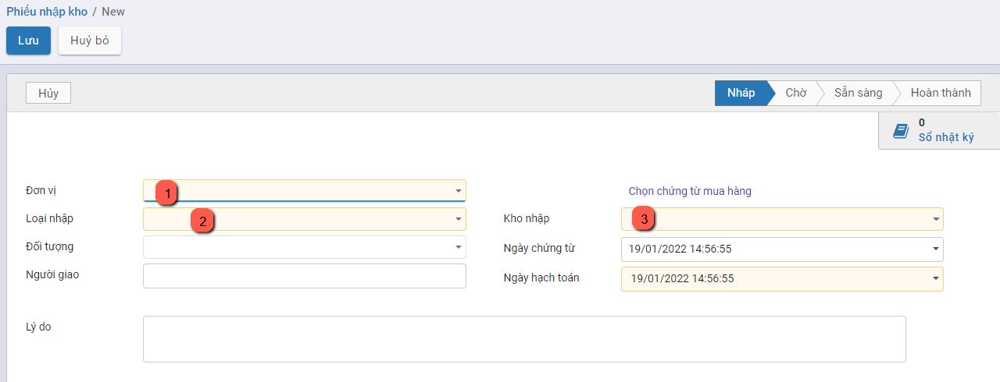 Phiếu nhập kho / New
Lưu Huỷ bỏ
Hủy Nháp Chờ Sẵn sàng Hoàn thành
0
Sổ nhật ký
Đơn vị 1 Chọn chứng từ mua hàng
Loại nhập 2 Kho nhập 3
Đối tượng Ngày chứng từ 19/01/2022 14:56:55
Người giao Ngày hạch toán 19/01/2022 14:56:55
Lý do